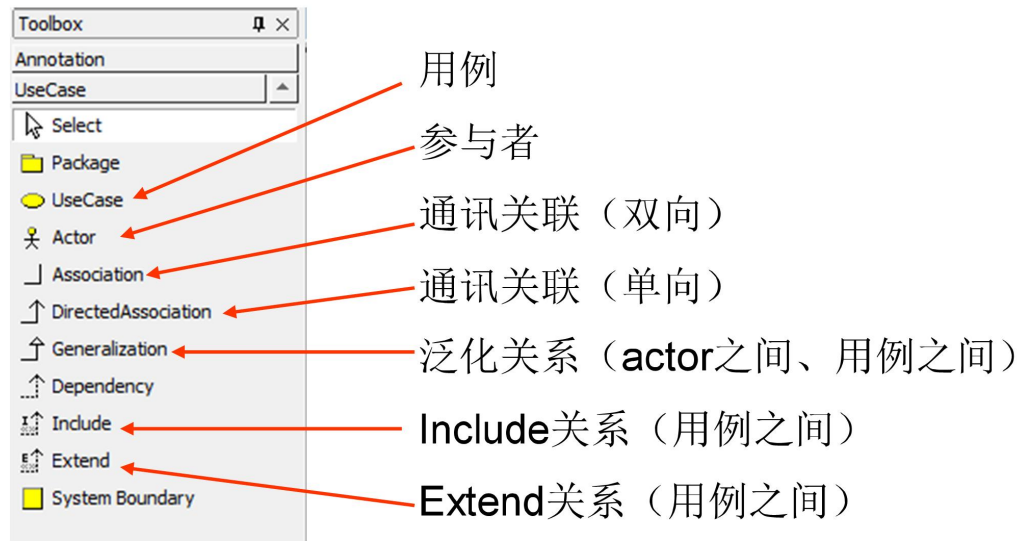 Toolbox
Annotation
UseCase
Select
Package
UseCase
Actor
Association
DirectedAssociation
Generalization
Dependency
Include
Extend
System Boundary
用例
参与者
通讯关联（双向）
通讯关联（单向）
泛化关系（actor之间、用例之间）
Include关系（用例之间）
Extend关系（用例之间）